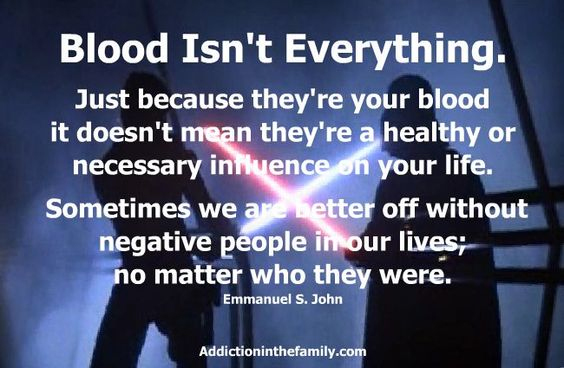 Blood Isn't Everything.
Just because they're your blood
it doesn't mean they're a healthy or
necessary influence on your life.
Sometimes we are better off without
negative people in our lives;
no matter who they were.
Emmanuel S. John
Addictioninthefamily.com